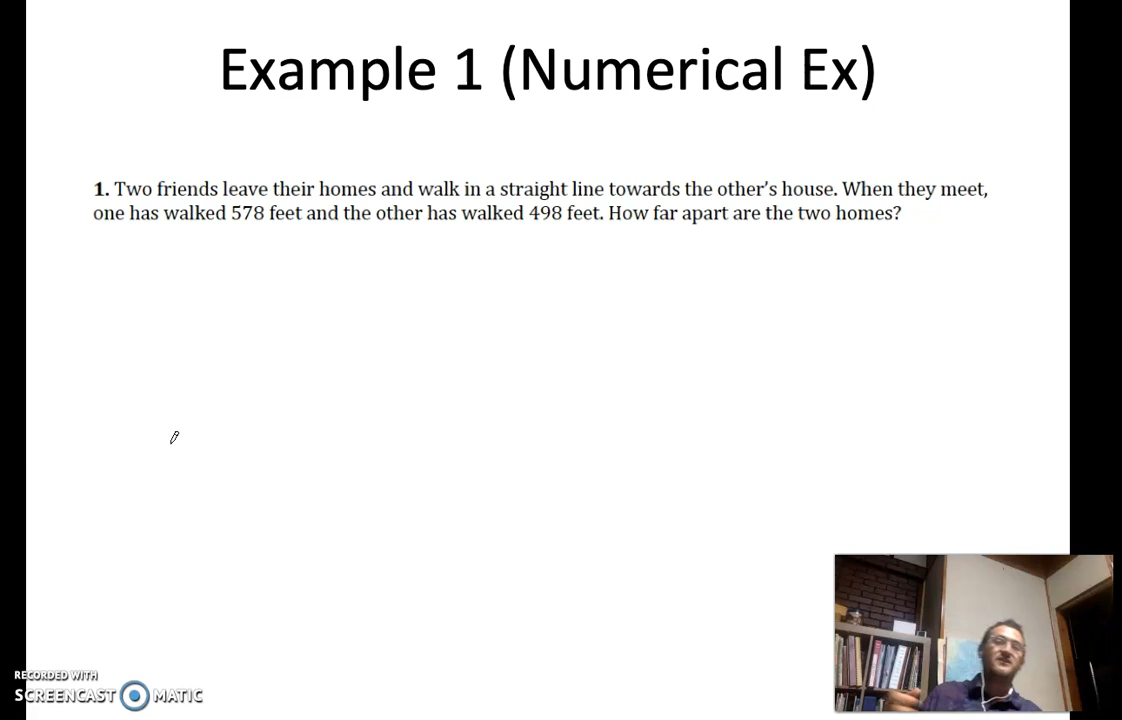 Example 1 (Numerical Ex)
1. Two friends leave their homes and walk in a straight line towards the other's house. When they meet,
one has walked 578 feet and the other has walked 498 feet. How far apart are the two homes?
RECORDED WITH
SCREENCAST MATIC